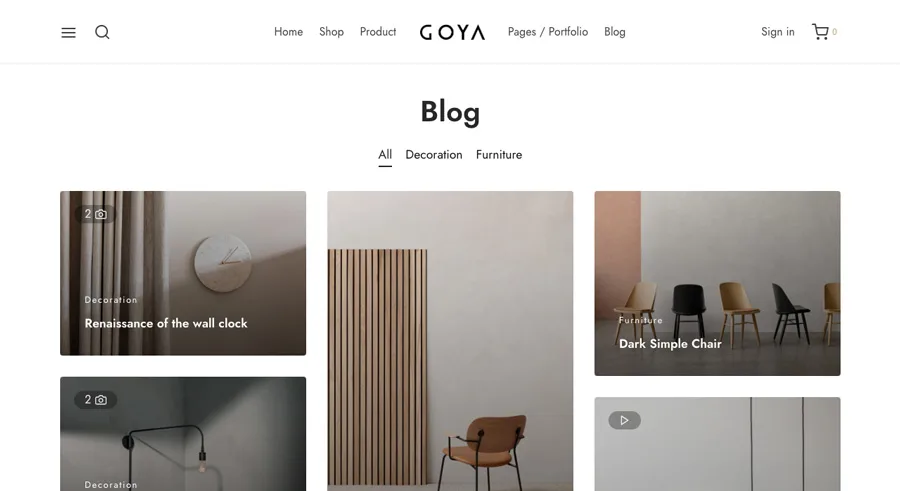 Home Shop Product GOYA Pages / Portfolio Blog Sign in 0
Blog
All Decoration Furniture
2
Decoration
Renaissance of the wall clock
Furniture
Dark Simple Chair
2
Decoration